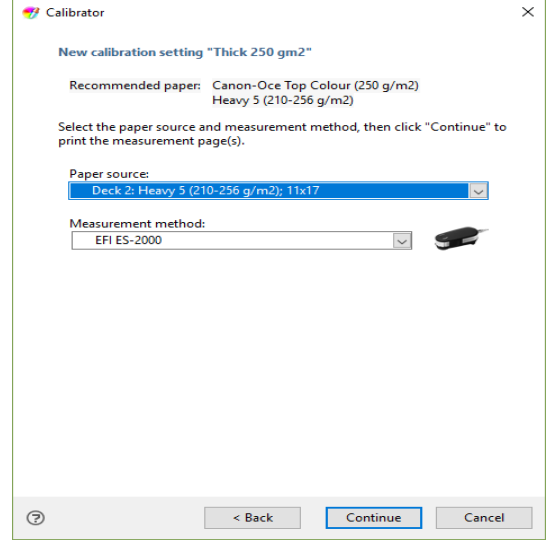 Calibrator
New calibration setting "Thick 250 gm2"
Recommended paper: Canon-Oce Top Colour (250 g/m2)
Heavy 5 (210-256 g/m2)
Select the paper source and measurement method, then click "Continue" to
print the measurement page(s).
Paper source:
Deck 2: Heavy 5 (210-256 g/m2); 11x17
Measurement method:
EFI ES-2000
? < Back Continue Cancel